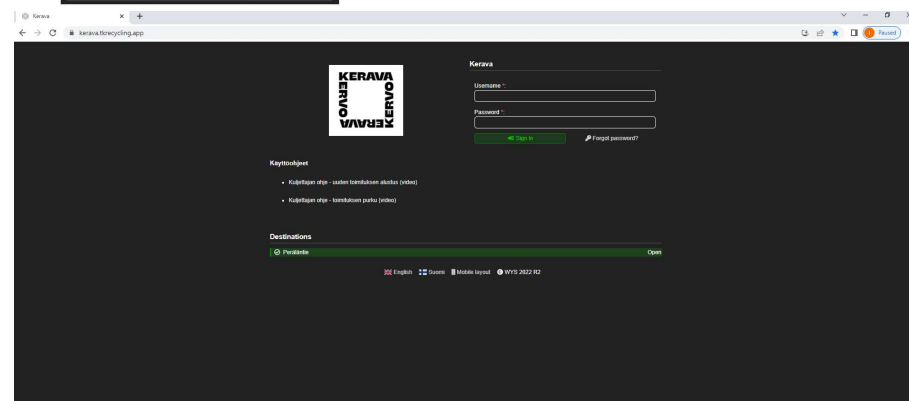 Kerava
kerava.tkrecycling.app
Paused
KERAVA
KERVO
KERAVA
KERVO
Kerava
Username *:
Password *:
Sign in
Forgot password?
Käyttöohjeet
Kuljettajan ohje - uuden toimituksen alustus (video)
Kuljettajan ohje - toimituksen purku (video)
Destinations
Peräläntie Open
English Suomi Mobile layout WYS 2022 R2